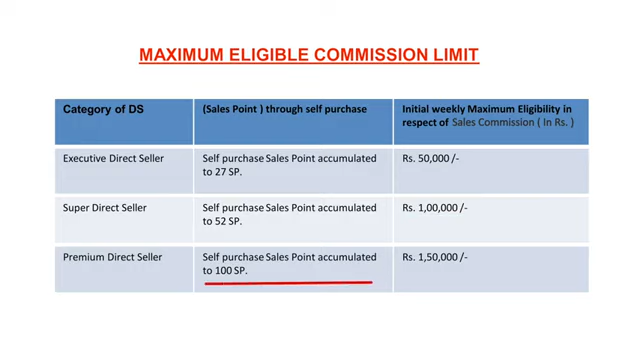 MAXIMUM ELIGIBLE COMMISSION LIMIT
Category of DS
(Sales Point ) through self purchase
Initial weekly Maximum Eligibility in
respect of Sales Commission ( In Rs. )
Executive Direct Seller
Self purchase Sales Point accumulated
to 27 SP.
Rs. 50,000 /-
Super Direct Seller
Self purchase Sales Point accumulated
to 52 SP.
Rs. 1,00,000 /-
Premium Direct Seller
Self purchase Sales Point accumulated
to 100 SP.
Rs. 1,50,000 /-